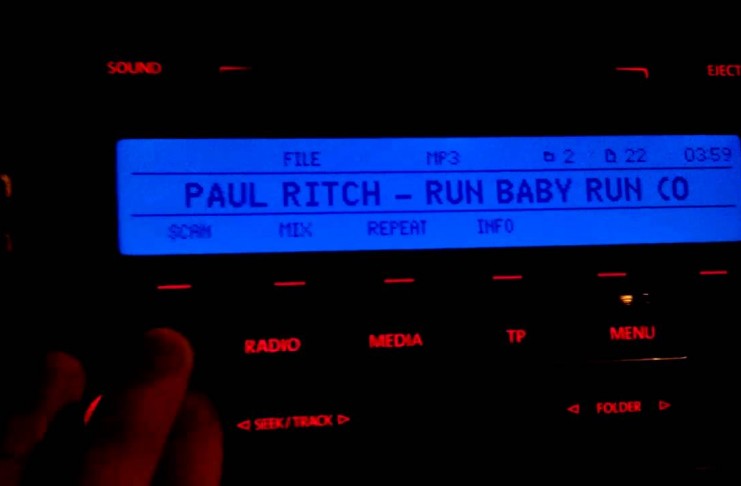 SOUND EJECT
FILE MP3 2 22 03:59
PAUL RITCH - RUN BABY RUN CO
SCAN MIX REPEAT INFO
RADIO MEDIA TP MENU
SEEK / TRACK FOLDER